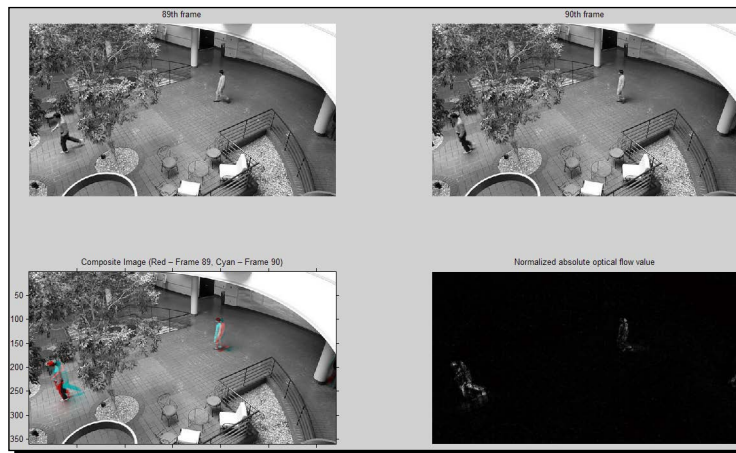 89th frame
90th frame
Composite Image (Red – Frame 89, Cyan – Frame 90)
Normalized absolute optical flow value
50
100
150
200
250
300
350